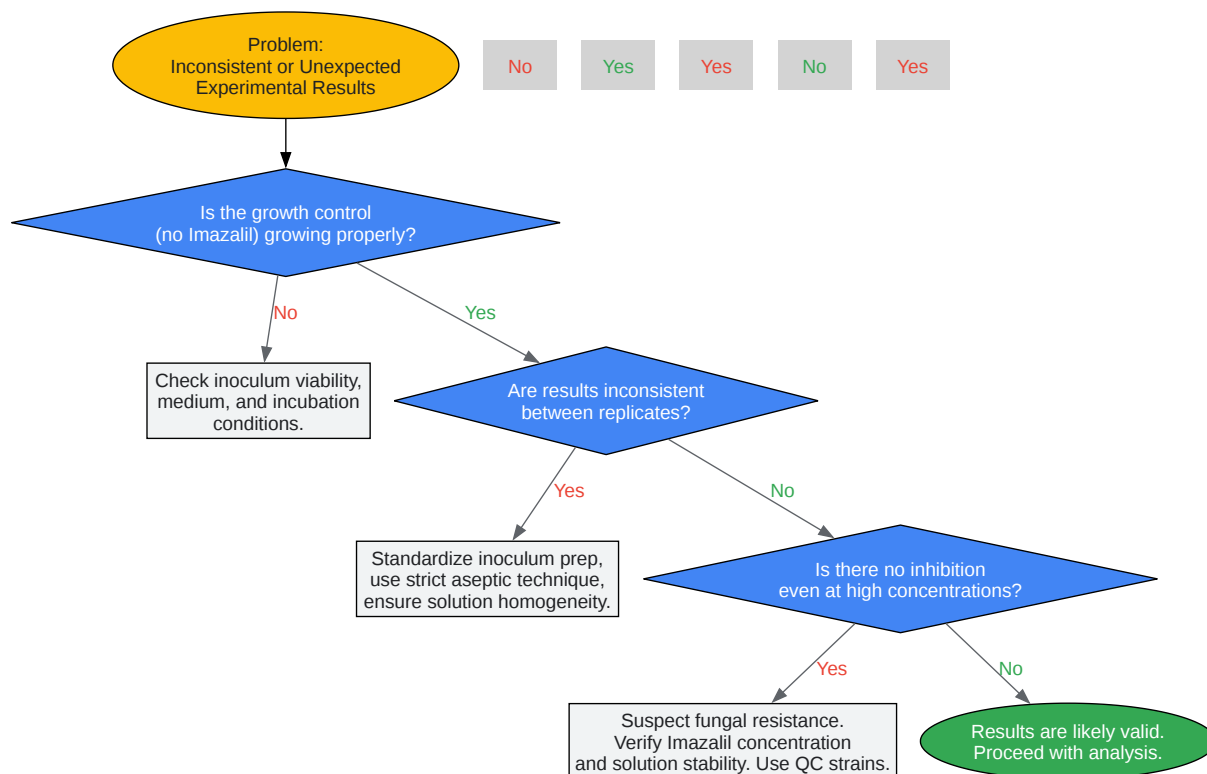 Problem:
Inconsistent or Unexpected
Experimental Results
No
Yes
Yes
No
Yes
Is the growth control
(no Imazalil) growing properly?
No
Yes
Check inoculum viability,
medium, and incubation
conditions.
Are results inconsistent
between replicates?
Yes
No
Standardize inoculum prep,
use strict aseptic technique,
ensure solution homogeneity.
Is there no inhibition
even at high concentrations?
Yes
No
Suspect fungal resistance.
Verify Imazalil concentration
and solution stability. Use QC strains.
Results are likely valid.
Proceed with analysis.